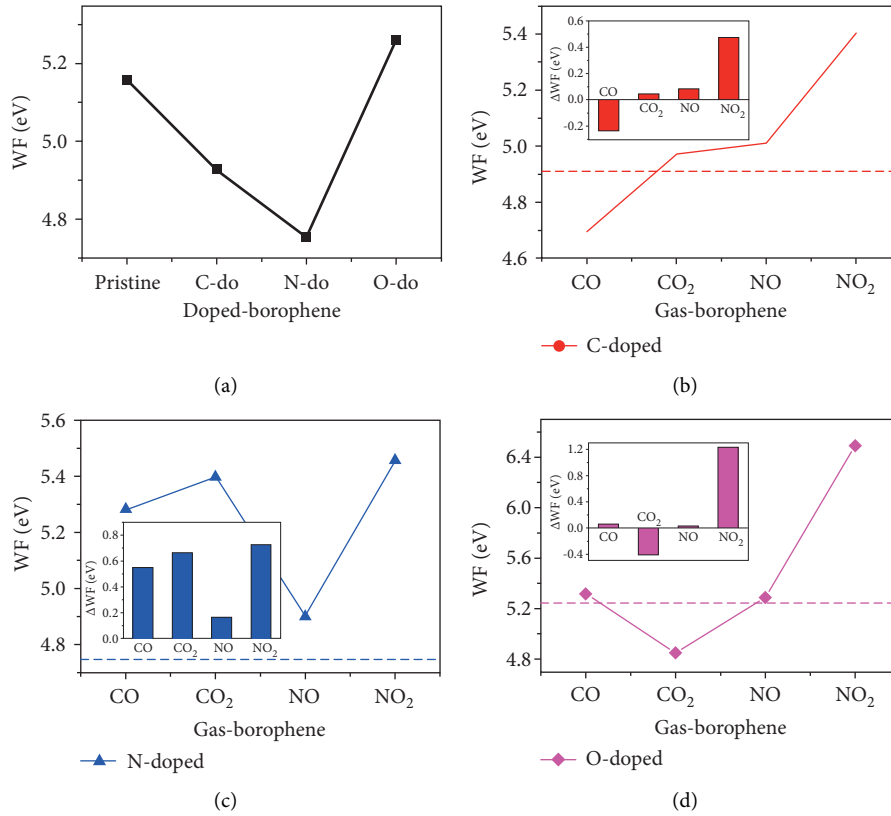 5.2
5.0
4.8
WF (eV)
Pristine C-do N-do O-do
Doped-borophene
(a)
5.4
5.2
5.0
4.8
4.6
WF (eV)
0.6
0.4
0.2
0.0
-0.2
ΔWF (eV)
CO CO₂ NO NO₂
CO CO₂ NO NO₂
Gas-borophene
C-doped
(b)
5.6
5.4
5.2
5.0
4.8
WF (eV)
0.8
0.6
0.4
0.2
0.0
ΔWF (eV)
CO CO₂ NO NO₂
CO CO₂ NO NO₂
Gas-borophene
N-doped
(c)
6.4
6.0
5.6
5.2
4.8
WF (eV)
1.2
0.8
0.4
0.0
-0.4
ΔWF (eV)
CO CO₂ NO NO₂
CO CO₂ NO NO₂
Gas-borophene
O-doped
(d)